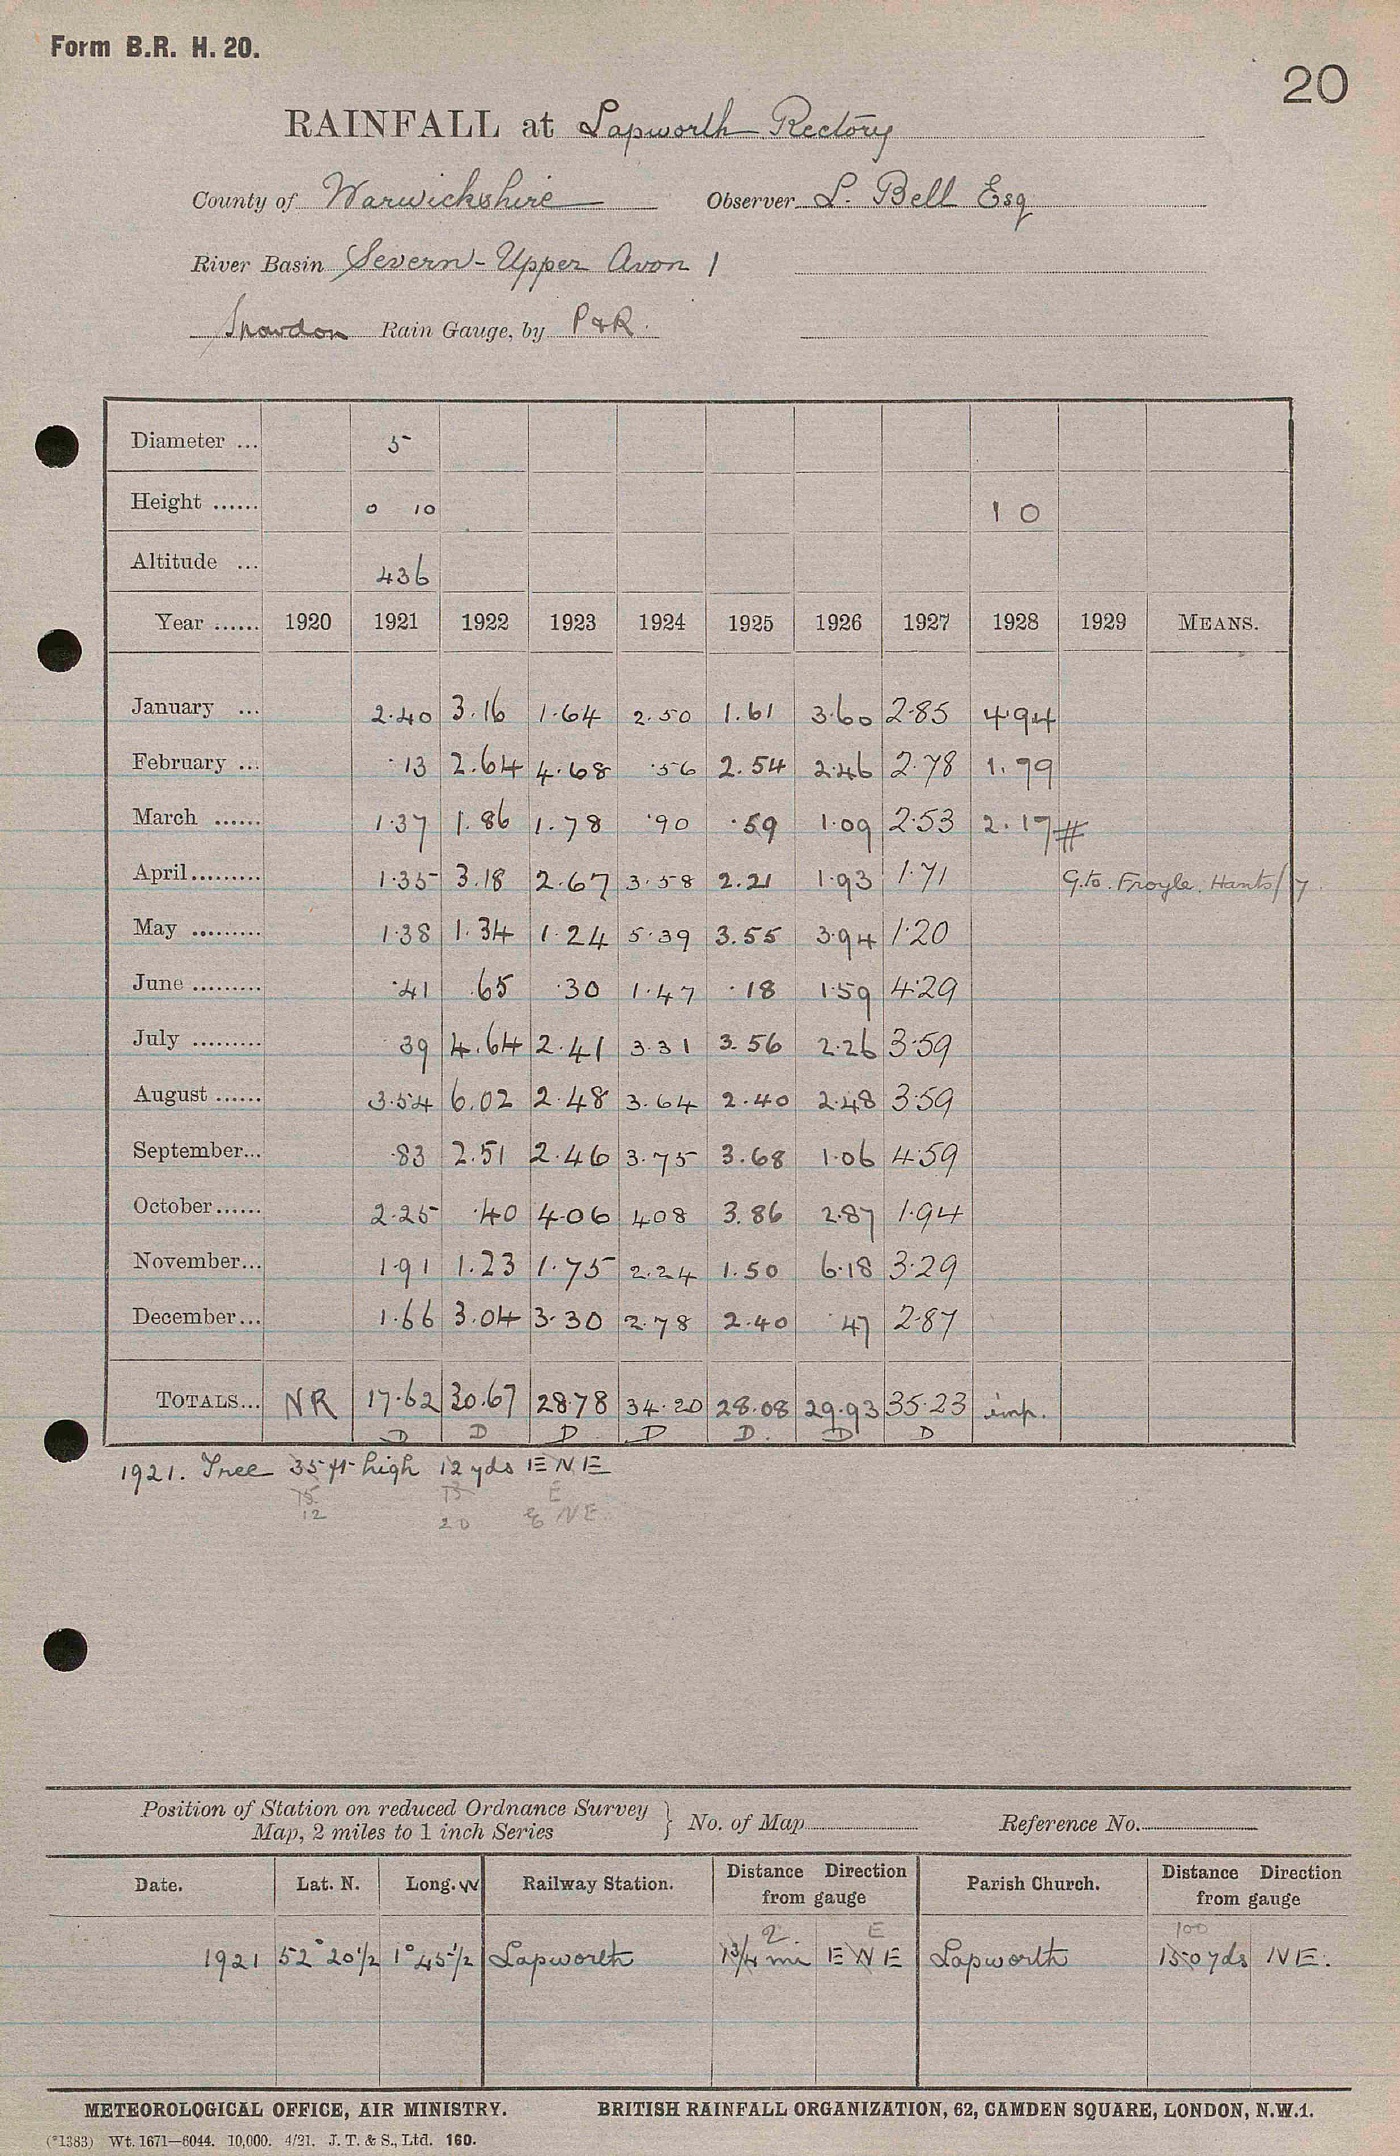 Form B.R. H. 20.
20
RAINFALL at Lapworth Rectory
County of Warwickshire Observer L. Bell Esq
River Basin Severn - Upper Avon 1
Snowdon Rain Gauge, by P & R.
Diameter ... 5
Height ...... 0 10 1 0
Altitude ... 436
Year ...... 1920 1921 1922 1923 1924 1925 1926 1927 1928 1929 MEANS.
January ... 2.40 3.16 1.64 2.50 1.61 3.60 2.85 4.94
February ... .13 2.64 4.68 .56 2.54 2.46 2.78 1.79
March ...... 1.37 1.86 1.78 .90 .59 1.09 2.53 2.17 #
April ......... 1.35 3.18 2.67 3.58 2.21 1.93 1.71 G. to. Froyle. Hants/7.
May ......... 1.38 1.34 1.24 5.39 3.55 3.94 1.20
June ......... .41 .65 .30 1.47 .18 1.59 4.29
July ......... 39 4.64 2.41 3.31 3.56 2.26 3.59
August ...... 3.54 6.02 2.48 3.64 2.40 2.48 3.59
September... .83 2.51 2.46 3.75 3.68 1.06 4.59
October...... 2.25 .40 4.06 4.08 3.86 2.87 1.94
November... 1.91 1.23 1.75 2.24 1.50 6.18 3.29
December... 1.66 3.04 3.30 2.78 2.40 .47 2.87
TOTALS... NR 17.62 30.67 28.78 34.20 28.08 29.93 35.23 imp.
D D D D D. D D
1921. Tree 35 ft high 12 yds ENE
15 13 E
12 20 & NE.
Position of Station on reduced Ordnance Survey
Map, 2 miles to 1 inch Series } No. of Map Reference No.
Date. Lat. N. Long. W Railway Station. Distance Direction from gauge Parish Church. Distance Direction from gauge
2. E 100
1921 52° 20 1/2 1° 45 1/2 Lapworth 1 3/4 mi ENE Lapworth 150 yds NE.
METEOROLOGICAL OFFICE, AIR MINISTRY. BRITISH RAINFALL ORGANIZATION, 62, CAMDEN SQUARE, LONDON, N.W.1.
(*1383) Wt. 1671—6044. 10,000. 4/21. J. T. & S., Ltd. 160.